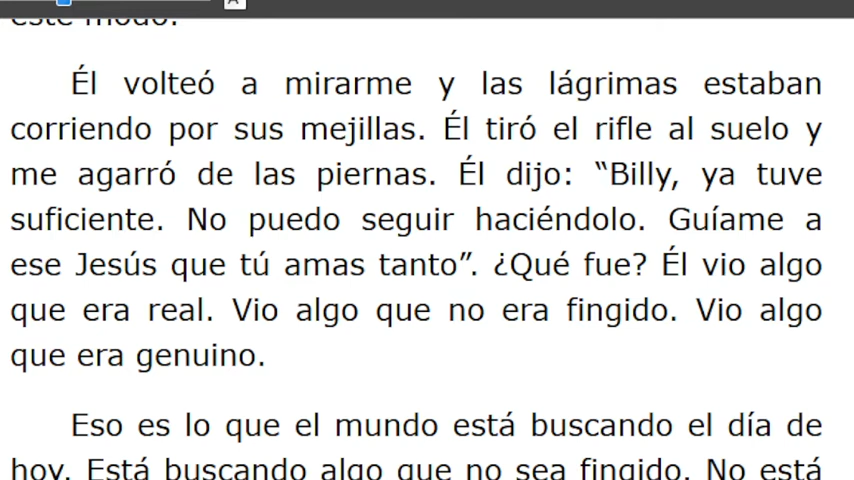 este modo.
Él volteó a mirarme y las lágrimas estaban
corriendo por sus mejillas. Él tiró el rifle al suelo y
me agarró de las piernas. Él dijo: “Billy, ya tuve
suficiente. No puedo seguir haciéndolo. Guíame a
ese Jesús que tú amas tanto”. ¿Qué fue? Él vio algo
que era real. Vio algo que no era fingido. Vio algo
que era genuino.
Eso es lo que el mundo está buscando el día de
hoy. Está buscando algo que no sea fingido. No está